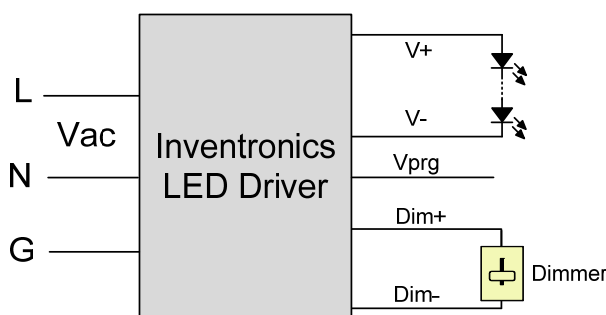 L
Vac
N
G
Inventronics
LED Driver
V+
V-
Vprg
Dim+
Dim-
Dimmer